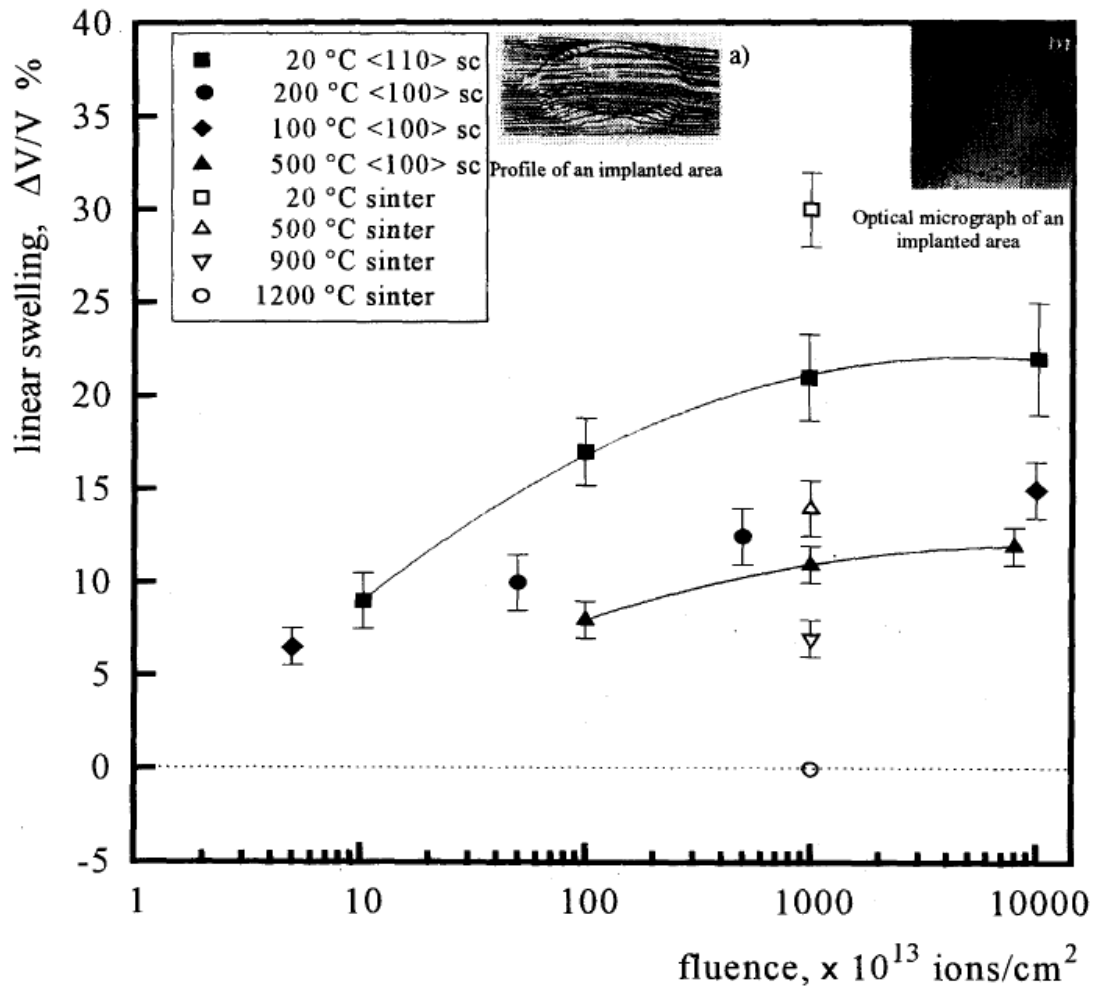 linear swelling, ΔV/V %
40
35
30
25
20
15
10
5
0
-5
20 °C <110> sc
200 °C <100> sc
100 °C <100> sc
500 °C <100> sc
20 °C sinter
500 °C sinter
900 °C sinter
1200 °C sinter
a)
Profile of an implanted area
Optical micrograph of an
implanted area
1 10 100 1000 10000
fluence, x 10¹³ ions/cm²